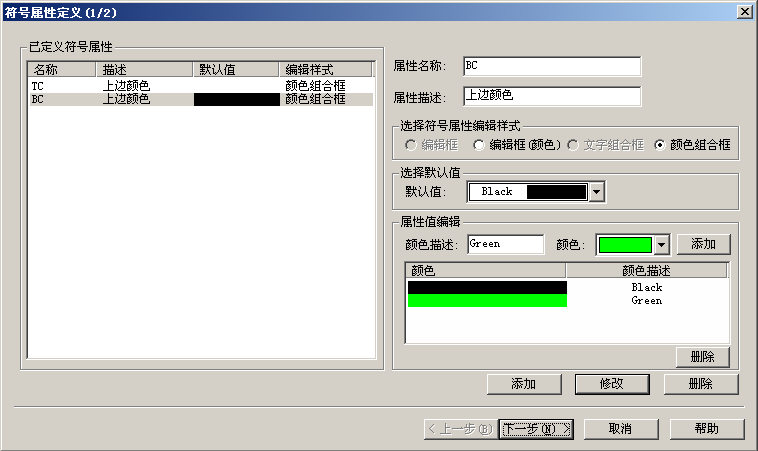 符号属性定义(1/2)
已定义符号属性
名称 描述 默认值 编辑样式
TC 上边颜色 颜色组合框
BC 上边颜色 颜色组合框
属性名称: BC
属性描述: 上边颜色
选择符号属性编辑样式
编辑框 编辑框(颜色) 文字组合框 颜色组合框
选择默认值
默认值: Black
属性值编辑
颜色描述: Green 颜色: 添加
颜色 颜色描述
Black
Green
删除
添加 修改 删除
< 上一步(B) 下一步(N) > 取消 帮助